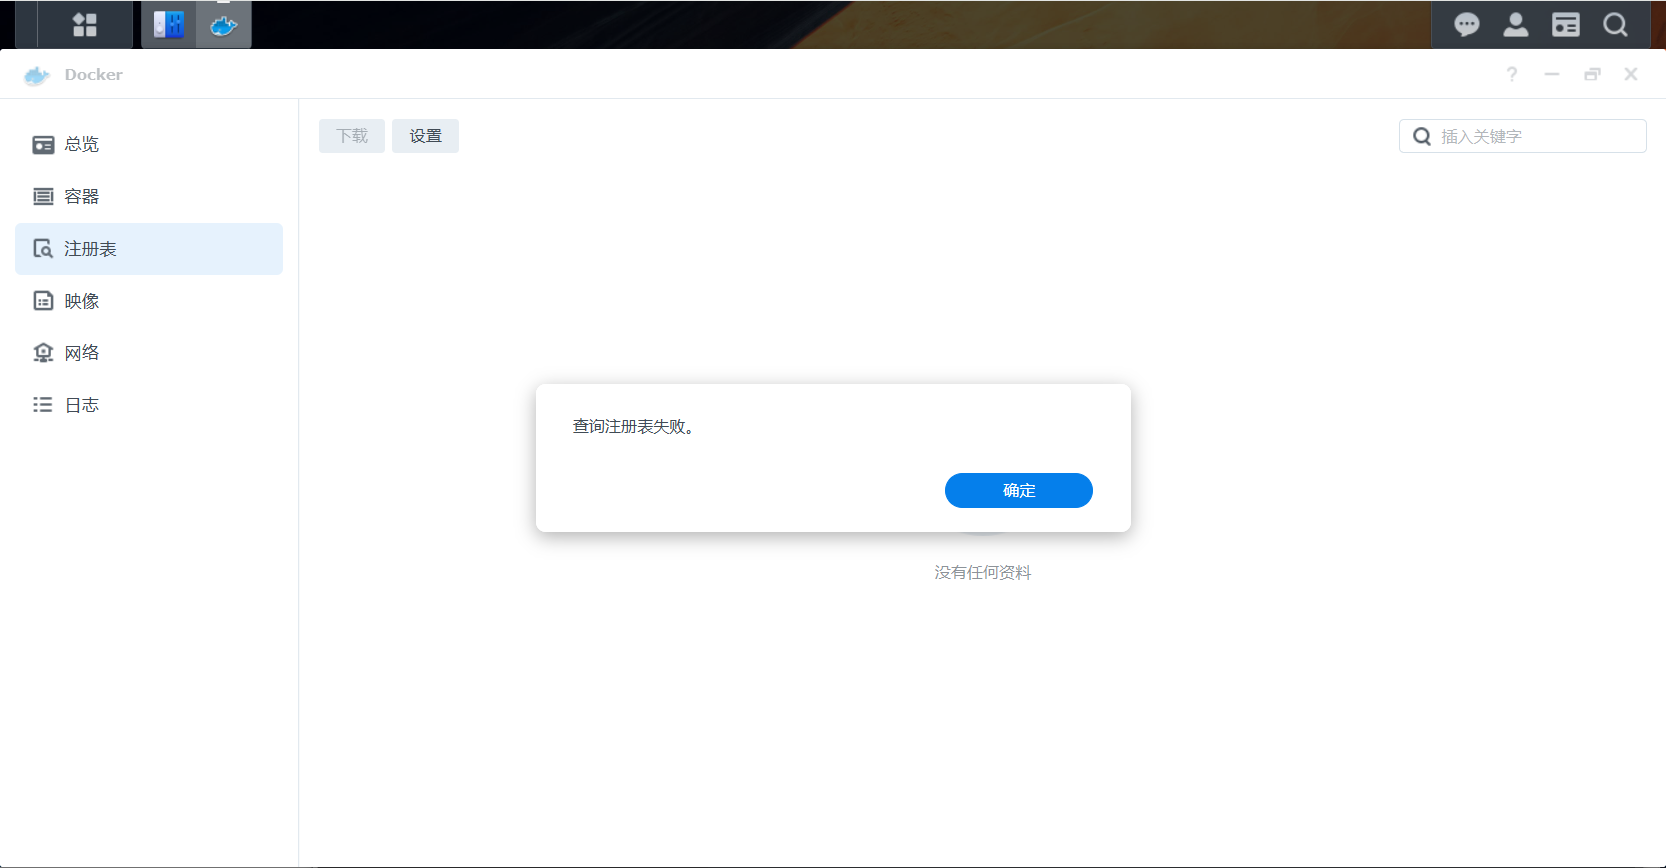 Docker
?
总览
容器
注册表
映像
网络
日志
下载
设置
插入关键字
查询注册表失败。
确定
没有任何资料